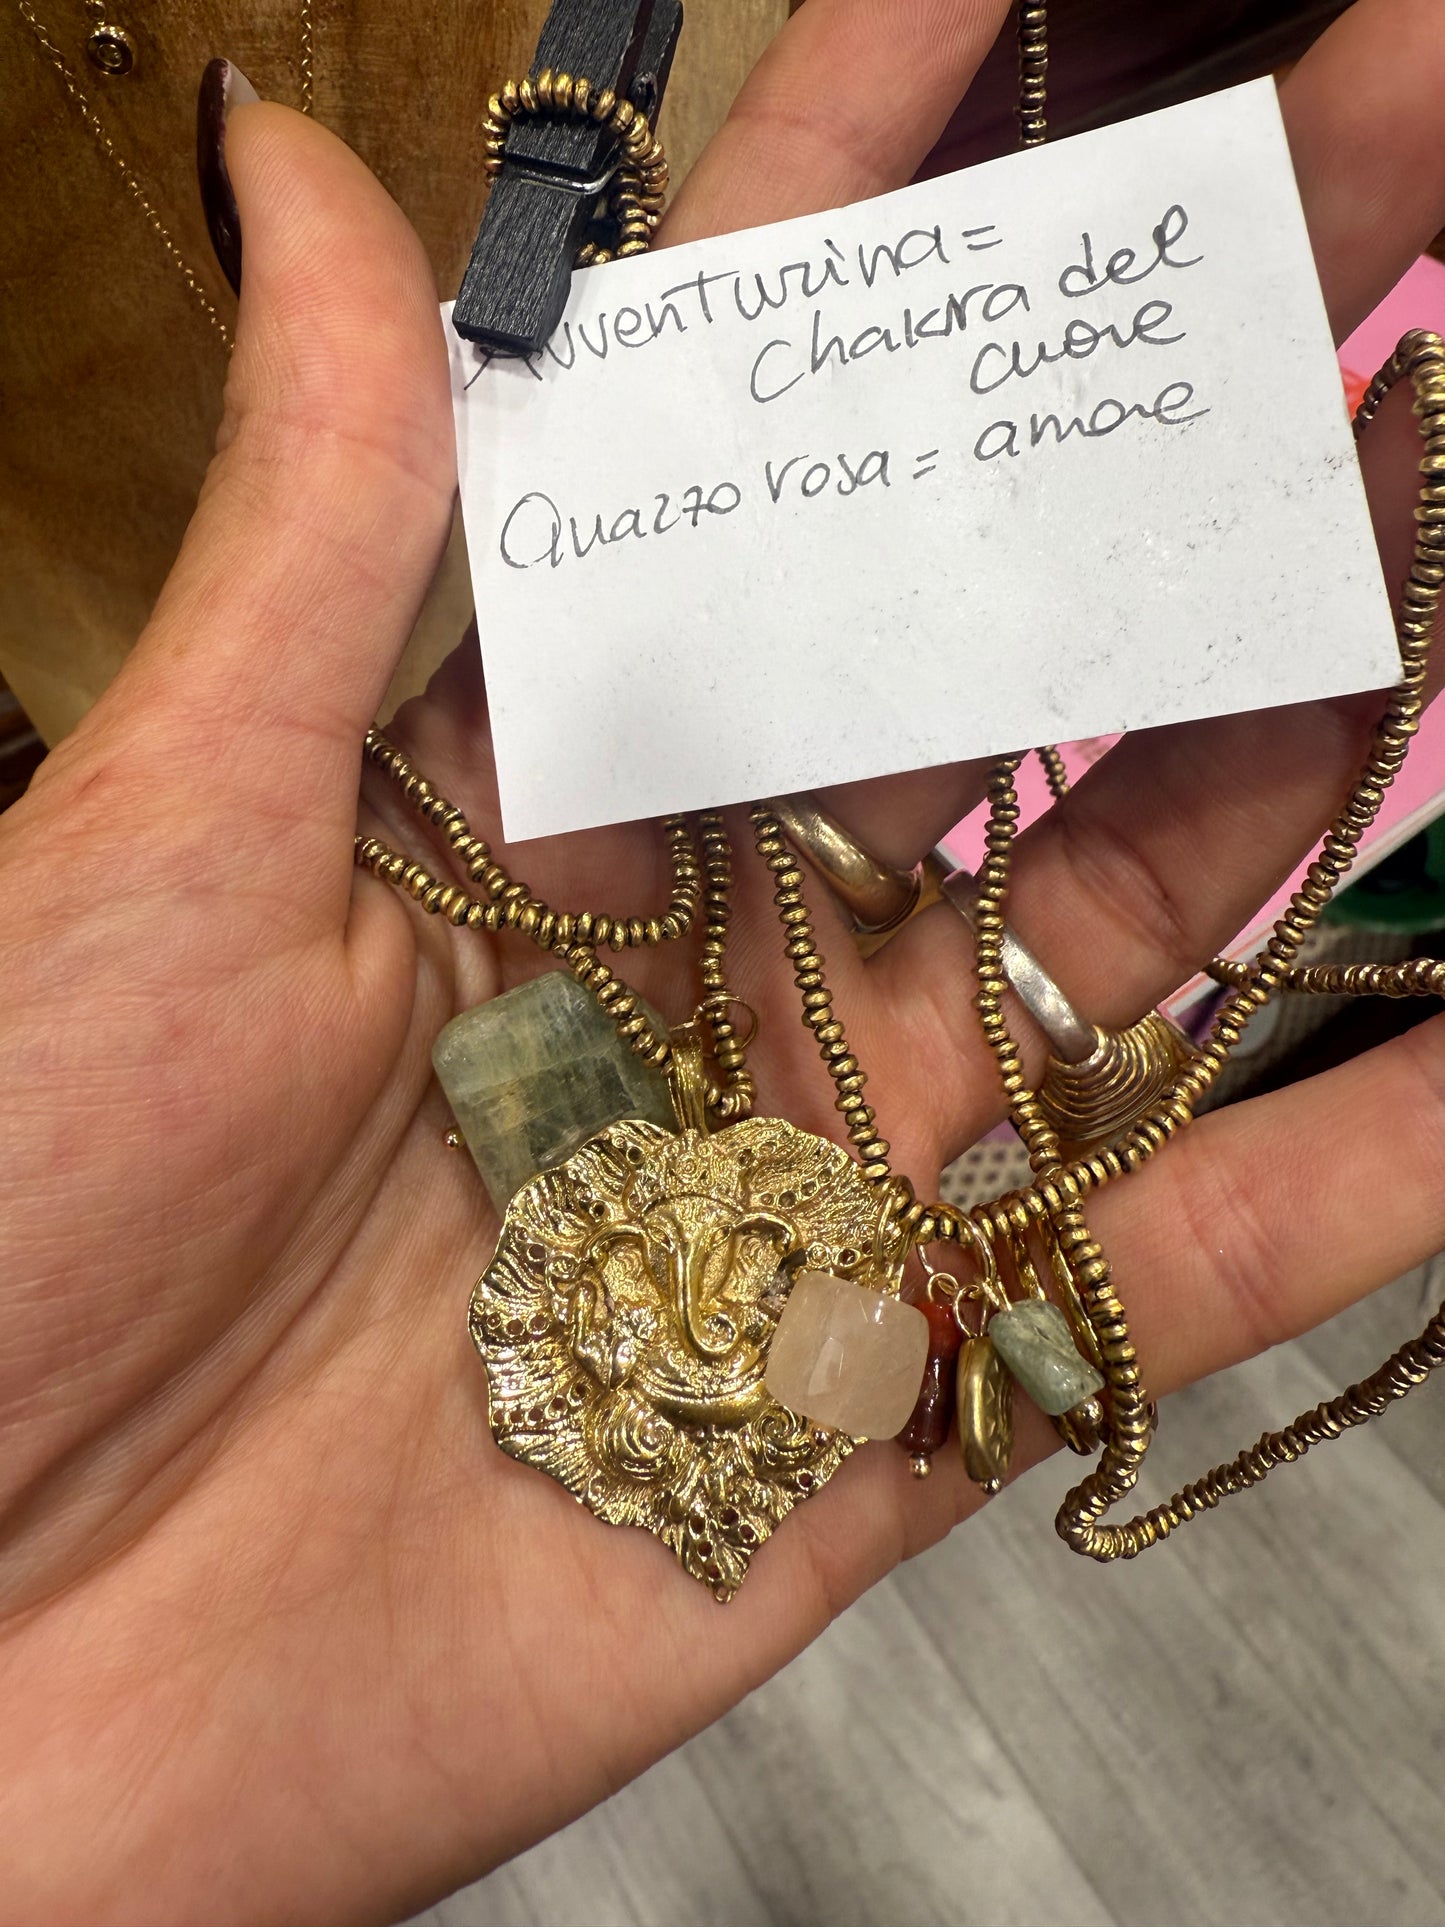 Avventurina =
Chakra del
cuore
Quarzo rosa = amore